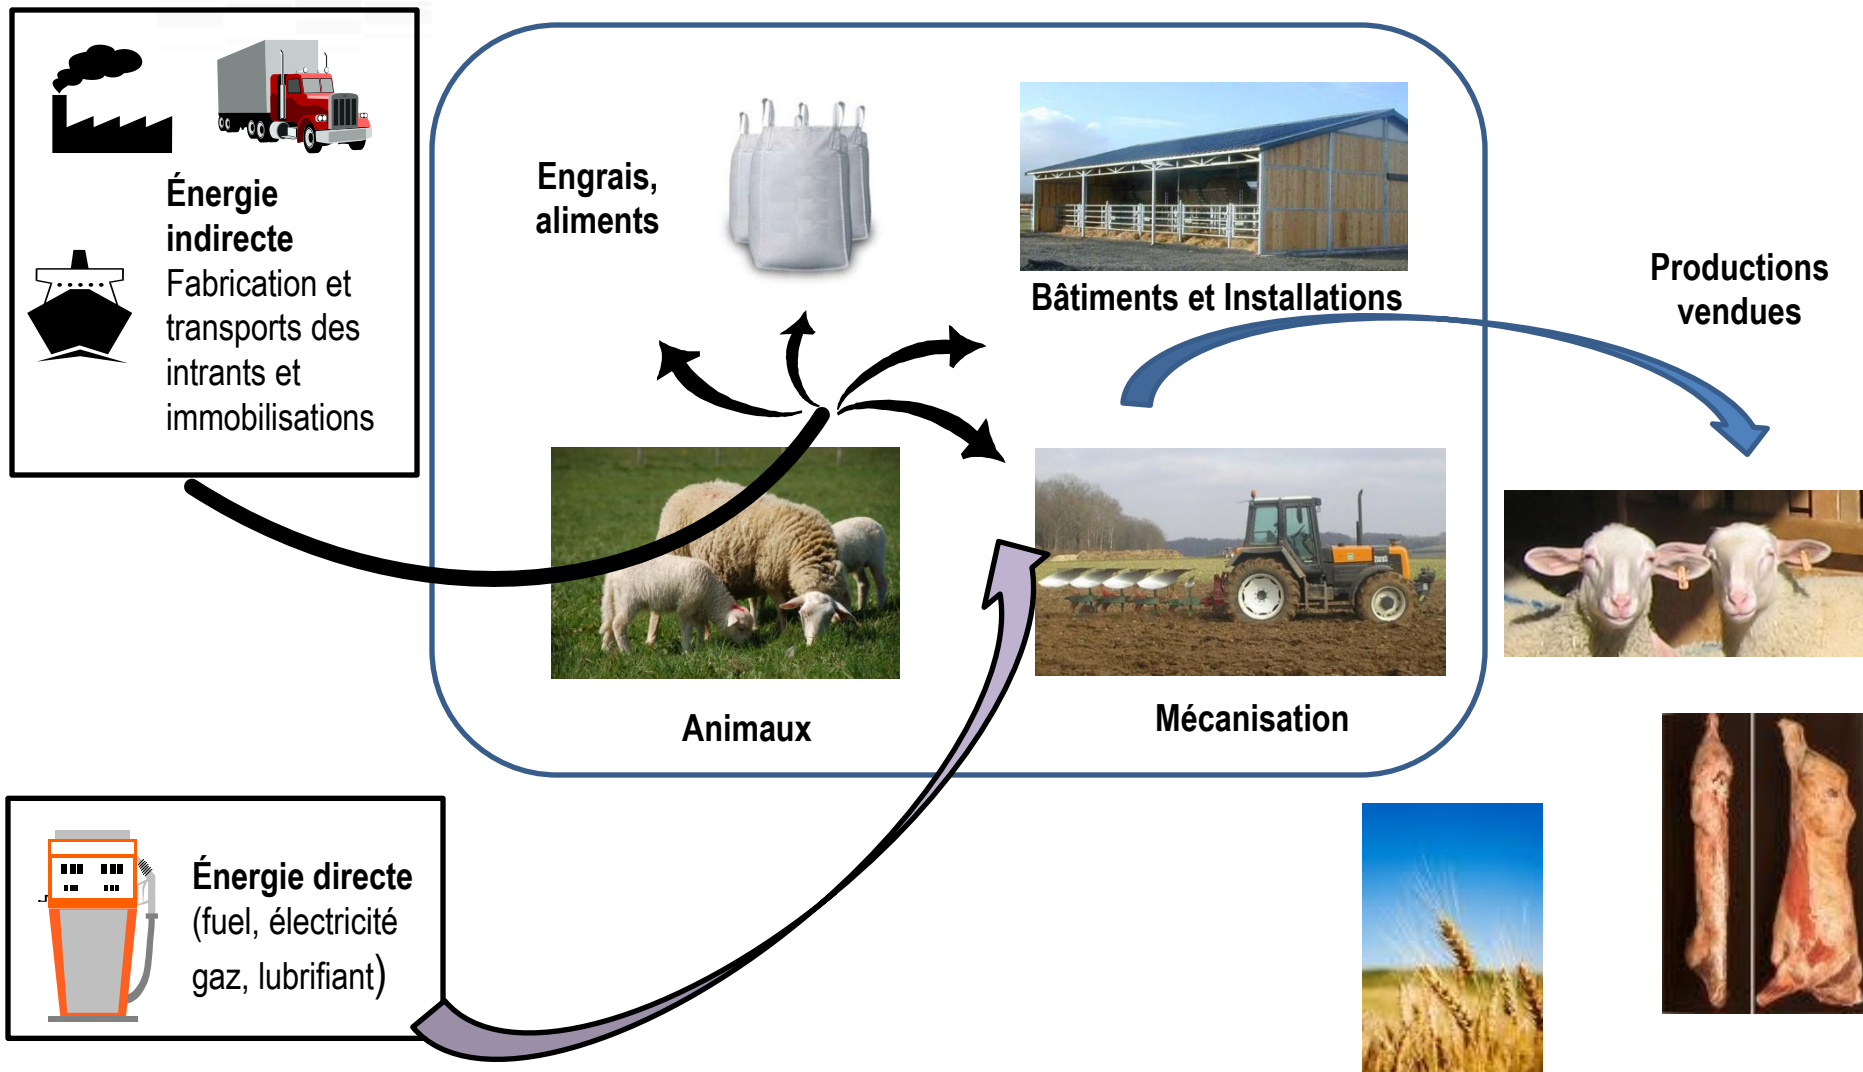 Énergie
indirecte
Fabrication et
transports des
intrants et
immobilisations
Engrais,
aliments
Bâtiments et Installations
Productions
vendues
Animaux
Mécanisation
Énergie directe
(fuel, électricité
gaz, lubrifiant)